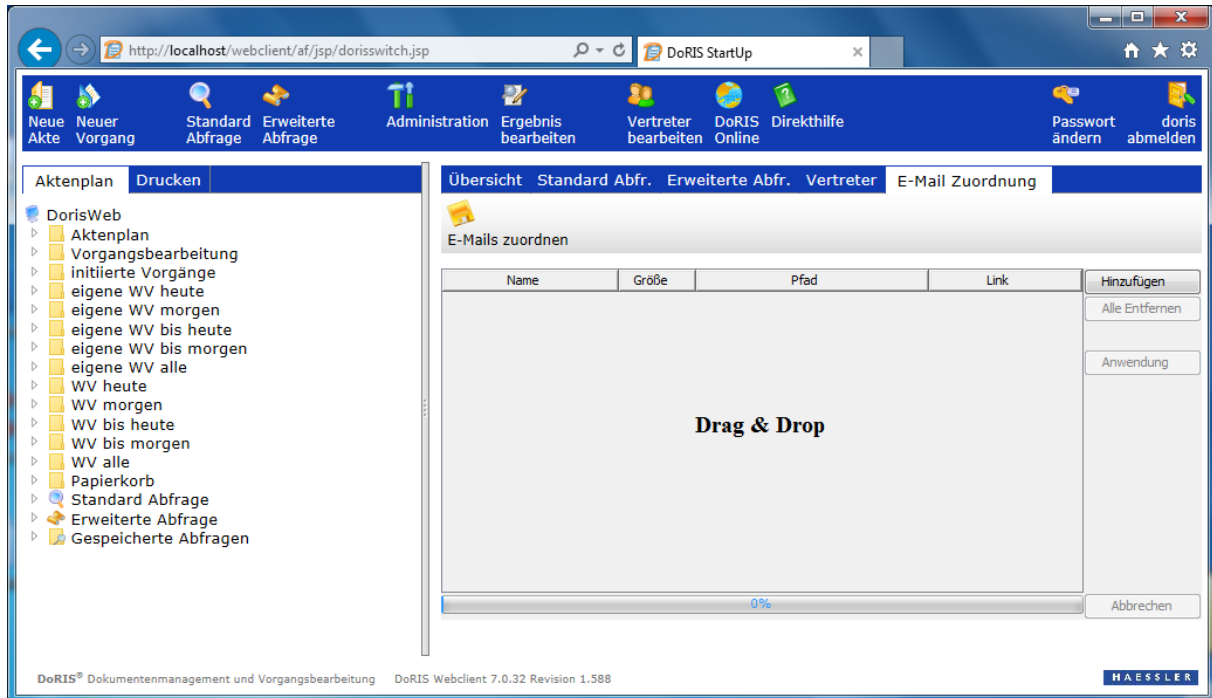 http://localhost/webclient/af/jsp/dorisswitch.jsp
DoRIS StartUp
Neue Akte
Neuer Vorgang
Standard Abfrage
Erweiterte Abfrage
Administration
Ergebnis bearbeiten
Vertreter bearbeiten
DoRIS Online
Direkthilfe
Passwort ändern
doris abmelden
Aktenplan Drucken
DorisWeb
Aktenplan
Vorgangsbearbeitung
initiierte Vorgänge
eigene WV heute
eigene WV morgen
eigene WV bis heute
eigene WV bis morgen
eigene WV alle
WV heute
WV morgen
WV bis heute
WV bis morgen
WV alle
Papierkorb
Standard Abfrage
Erweiterte Abfrage
Gespeicherte Abfragen
Übersicht Standard Abfr. Erweiterte Abfr. Vertreter E-Mail Zuordnung
E-Mails zuordnen
Name Größe Pfad Link
Hinzufügen
Alle Entfernen
Anwendung
Drag & Drop
0%
Abbrechen
DoRIS® Dokumentenmanagement und Vorgangsbearbeitung DoRIS Webclient 7.0.32 Revision 1.588
HAESSLER